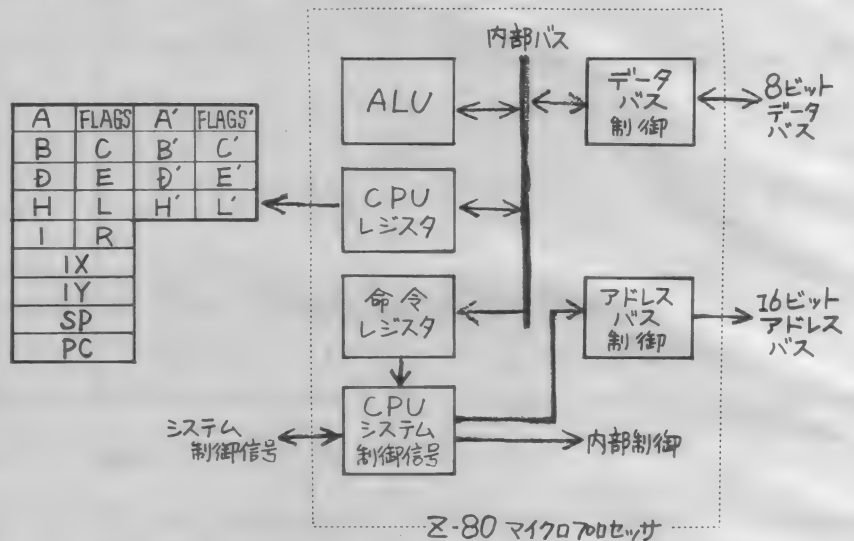 内部バス
ALU
データ
バス
制御
8ビット
データ
バス
A FLAGS A' FLAGS'
B C B' C'
D E D' E'
H L H' L'
I R
IX
IY
SP
PC
CPU
レジスタ
命令
レジスタ
アドレス
バス
制御
16ビット
アドレス
バス
CPU
システム
制御信号
システム
制御信号
内部制御
Z-80 マイクロプロセッサ